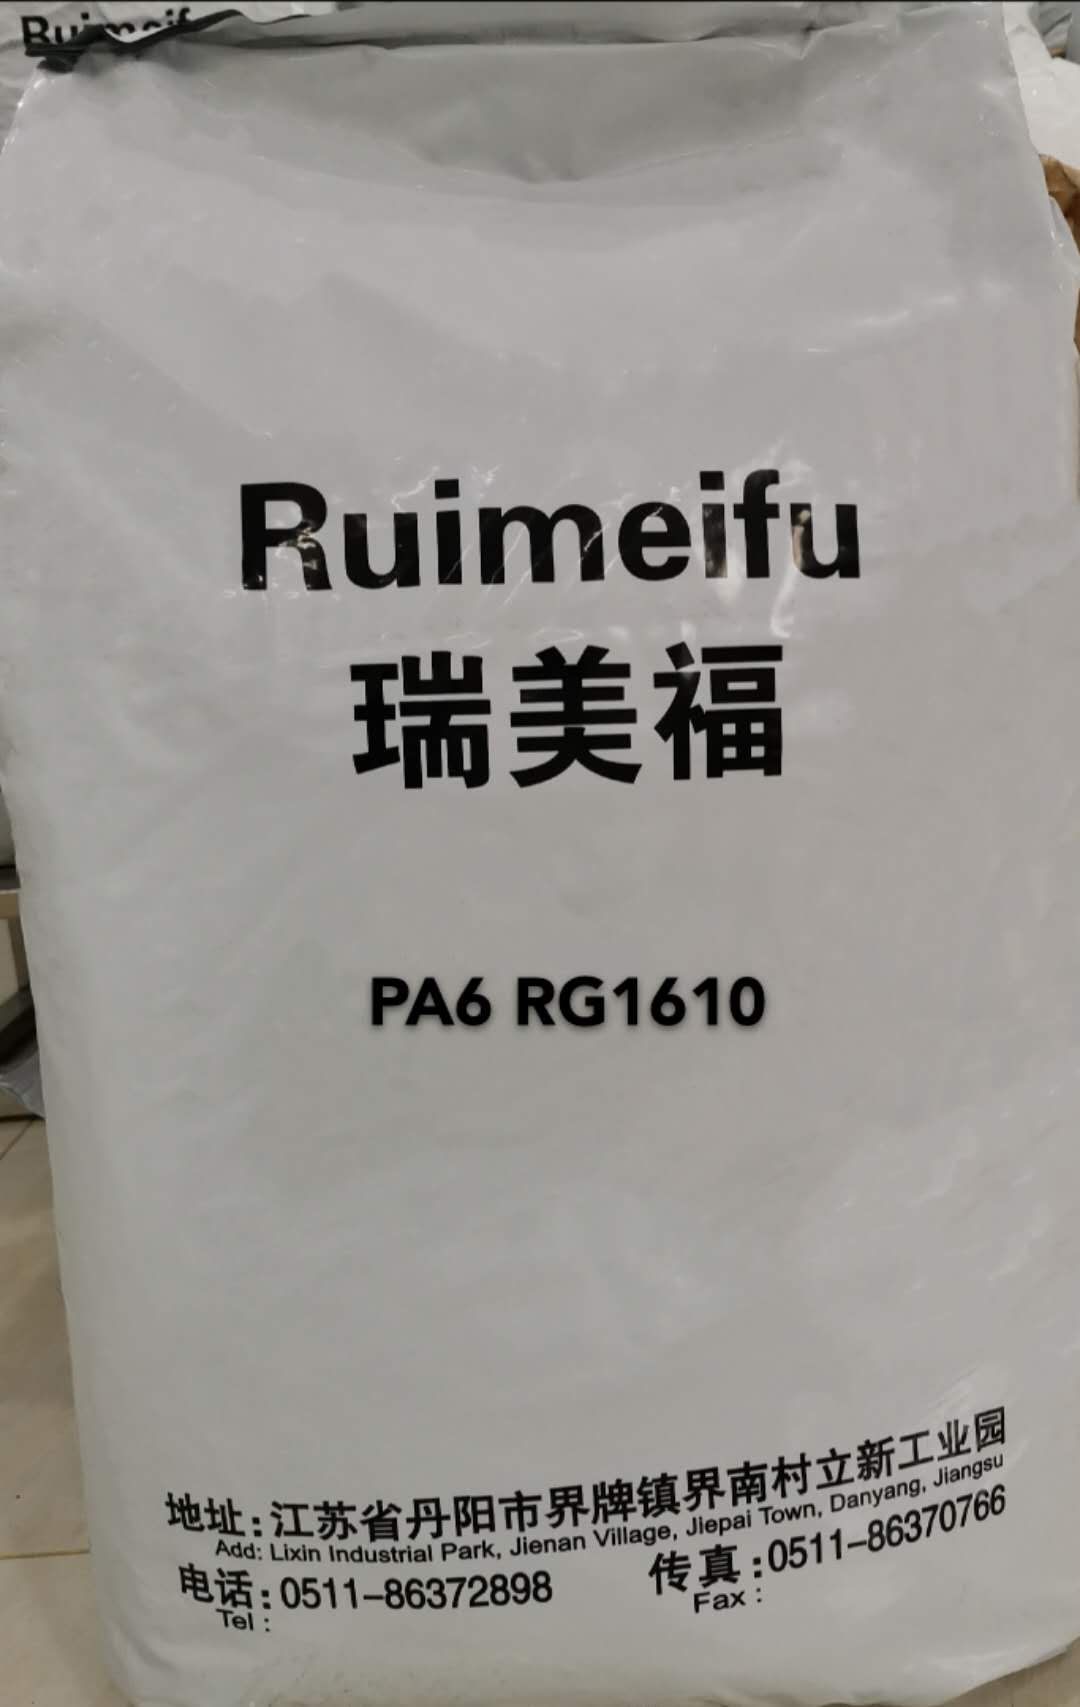 Ruimeif
Ruimeifu
瑞美福
PA6 RG1610
地址:江苏省丹阳市界牌镇界南村立新工业园
Add: Lixin Industrial Park, Jienan Village, Jiepai Town, Danyang, Jiangsu
电话:0511-86372898 传真:0511-86370766
Tel: Fax: